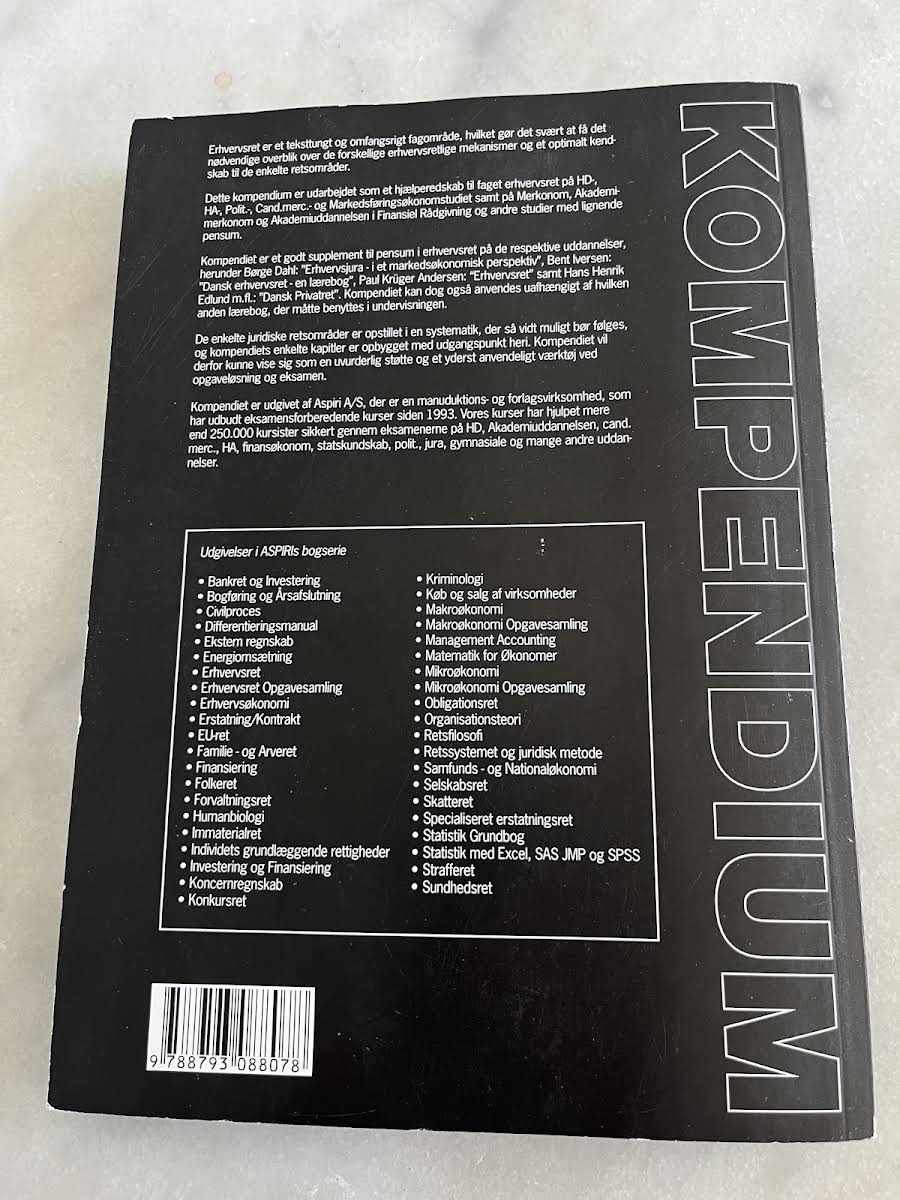 Erhvervsret er et teksttungt og omfangsrigt fagområde, hvilket gør det svært at få det
nødvendige overblik over de forskellige erhvervsretlige mekanismer og et optimalt kend-
skab til de enkelte retsområder.
Dette kompendium er udarbejdet som et hjælperedskab til faget erhvervsret på HD-,
HA-, Polit.-, Cand.merc.- og Markedsføringsøkonomstudiet samt på Merkonom, Akademi-
merkonom og Akademiuddannelsen i Finansiel Rådgivning og andre studier med lignende
pensum.
Kompendiet er et godt supplement til pensum i erhvervsret på de respektive uddannelser,
herunder Børge Dahl: "Erhvervsjura - i et markedsøkonomisk perspektiv", Bent Iversen:
"Dansk erhvervsret - en lærebog", Paul Krüger Andersen: "Erhvervsret" samt Hans Henrik
Edlund m.fl.: "Dansk Privatret". Kompendiet kan dog også anvendes uafhængigt af hvilken
anden lærebog, der måtte benyttes i undervisningen.
De enkelte juridiske retsområder er opstillet i en systematik, der så vidt muligt bør følges,
og kompendiets enkelte kapitler er opbygget med udgangspunkt heri. Kompendiet vil
derfor kunne vise sig som en uvurderlig støtte og et yderst anvendeligt værktøj ved
opgaveløsning og eksamen.
Kompendiet er udgivet af Aspiri A/S, der er en manuduktions- og forlagsvirksomhed, som
har udbudt eksamensforberedende kurser siden 1993. Vores kurser har hjulpet mere
end 250.000 kursister sikkert gennem eksamenerne på HD, Akademiuddannelsen, cand.
merc., HA, finansøkonom, statskundskab, polit., jura, gymnasiale og mange andre uddan-
nelser.
Udgivelser i ASPIRIs bogserie
• Bankret og Investering
• Bogføring og Årsafslutning
• Civilproces
• Differentieringsmanual
• Ekstern regnskab
• Energiomsætning
• Erhvervsret
• Erhvervsret Opgavesamling
• Erhvervsøkonomi
• Erstatning/Kontrakt
• EU-ret
• Familie - og Arveret
• Finansiering
• Folkeret
• Forvaltningsret
• Humanbiologi
• Immaterialret
• Individets grundlæggende rettigheder
• Investering og Finansiering
• Koncernregnskab
• Konkursret
• Kriminologi
• Køb og salg af virksomheder
• Makroøkonomi
• Makroøkonomi Opgavesamling
• Management Accounting
• Matematik for Økonomer
• Mikroøkonomi
• Mikroøkonomi Opgavesamling
• Obligationsret
• Organisationsteori
• Retsfilosofi
• Retssystemet og juridisk metode
• Samfunds - og Nationaløkonomi
• Selskabsret
• Skatteret
• Specialiseret erstatningsret
• Statistik Grundbog
• Statistik med Excel, SAS JMP og SPSS
• Strafferet
• Sundhedsret
9 788793 088078
KOMPENDIUM